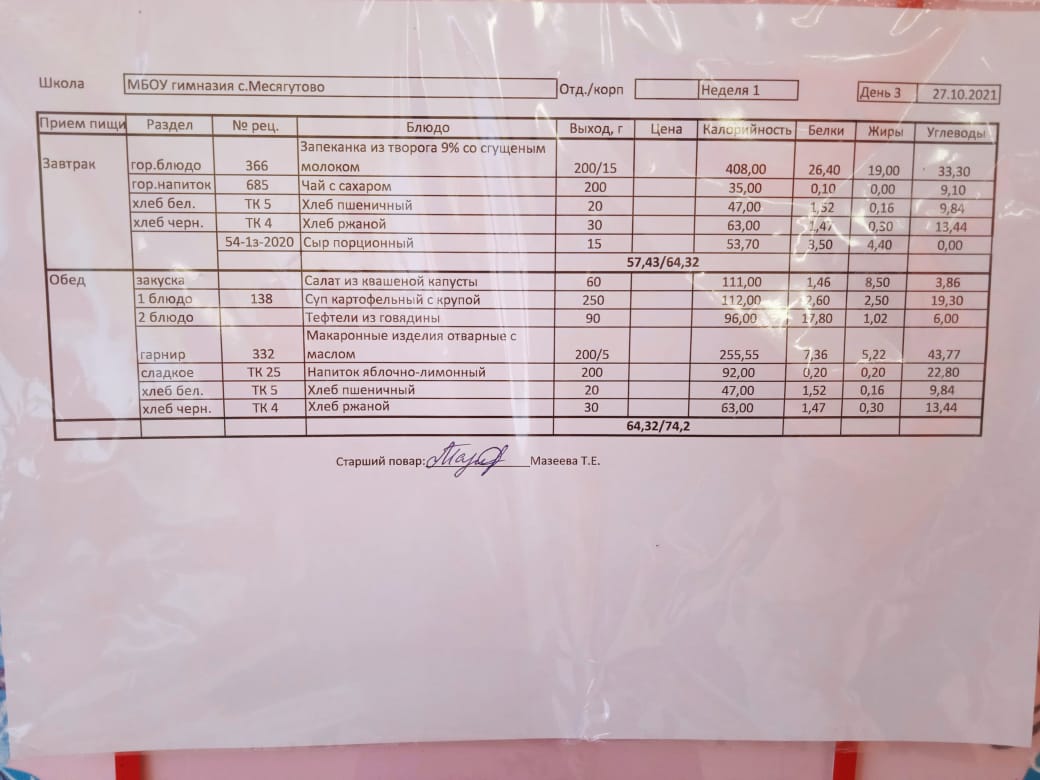 Школа МБОУ гимназия с.Месягутово Отд./корп Неделя 1 День 3 27.10.2021
Прием пищи Раздел № рец. Блюдо Выход, г Цена Калорийность Белки Жиры Углеводы
Завтрак гор.блюдо 366 Запеканка из творога 9% со сгущеным
молоком 200/15 408,00 26,40 19,00 33,30
гор.напиток 685 Чай с сахаром 200 35,00 0,10 0,00 9,10
хлеб бел. ТК 5 Хлеб пшеничный 20 47,00 1,52 0,16 9,84
хлеб черн. ТК 4 Хлеб ржаной 30 63,00 1,47 0,30 13,44
54-1з-2020 Сыр порционный 15 53,70 3,50 4,40 0,00
57,43/64,32
Обед закуска Салат из квашеной капусты 60 111,00 1,46 8,50 3,86
1 блюдо 138 Суп картофельный с крупой 250 112,00 2,60 2,50 19,30
2 блюдо Тефтели из говядины 90 96,00 17,80 1,02 6,00
Макаронные изделия отварные с
гарнир 332 маслом 200/5 255,55 7,36 5,22 43,77
сладкое ТК 25 Напиток яблочно-лимонный 200 92,00 0,20 0,20 22,80
хлеб бел. ТК 5 Хлеб пшеничный 20 47,00 1,52 0,16 9,84
хлеб черн. ТК 4 Хлеб ржаной 30 63,00 1,47 0,30 13,44
64,32/74,2
Старший повар: Мазеева Т.Е.